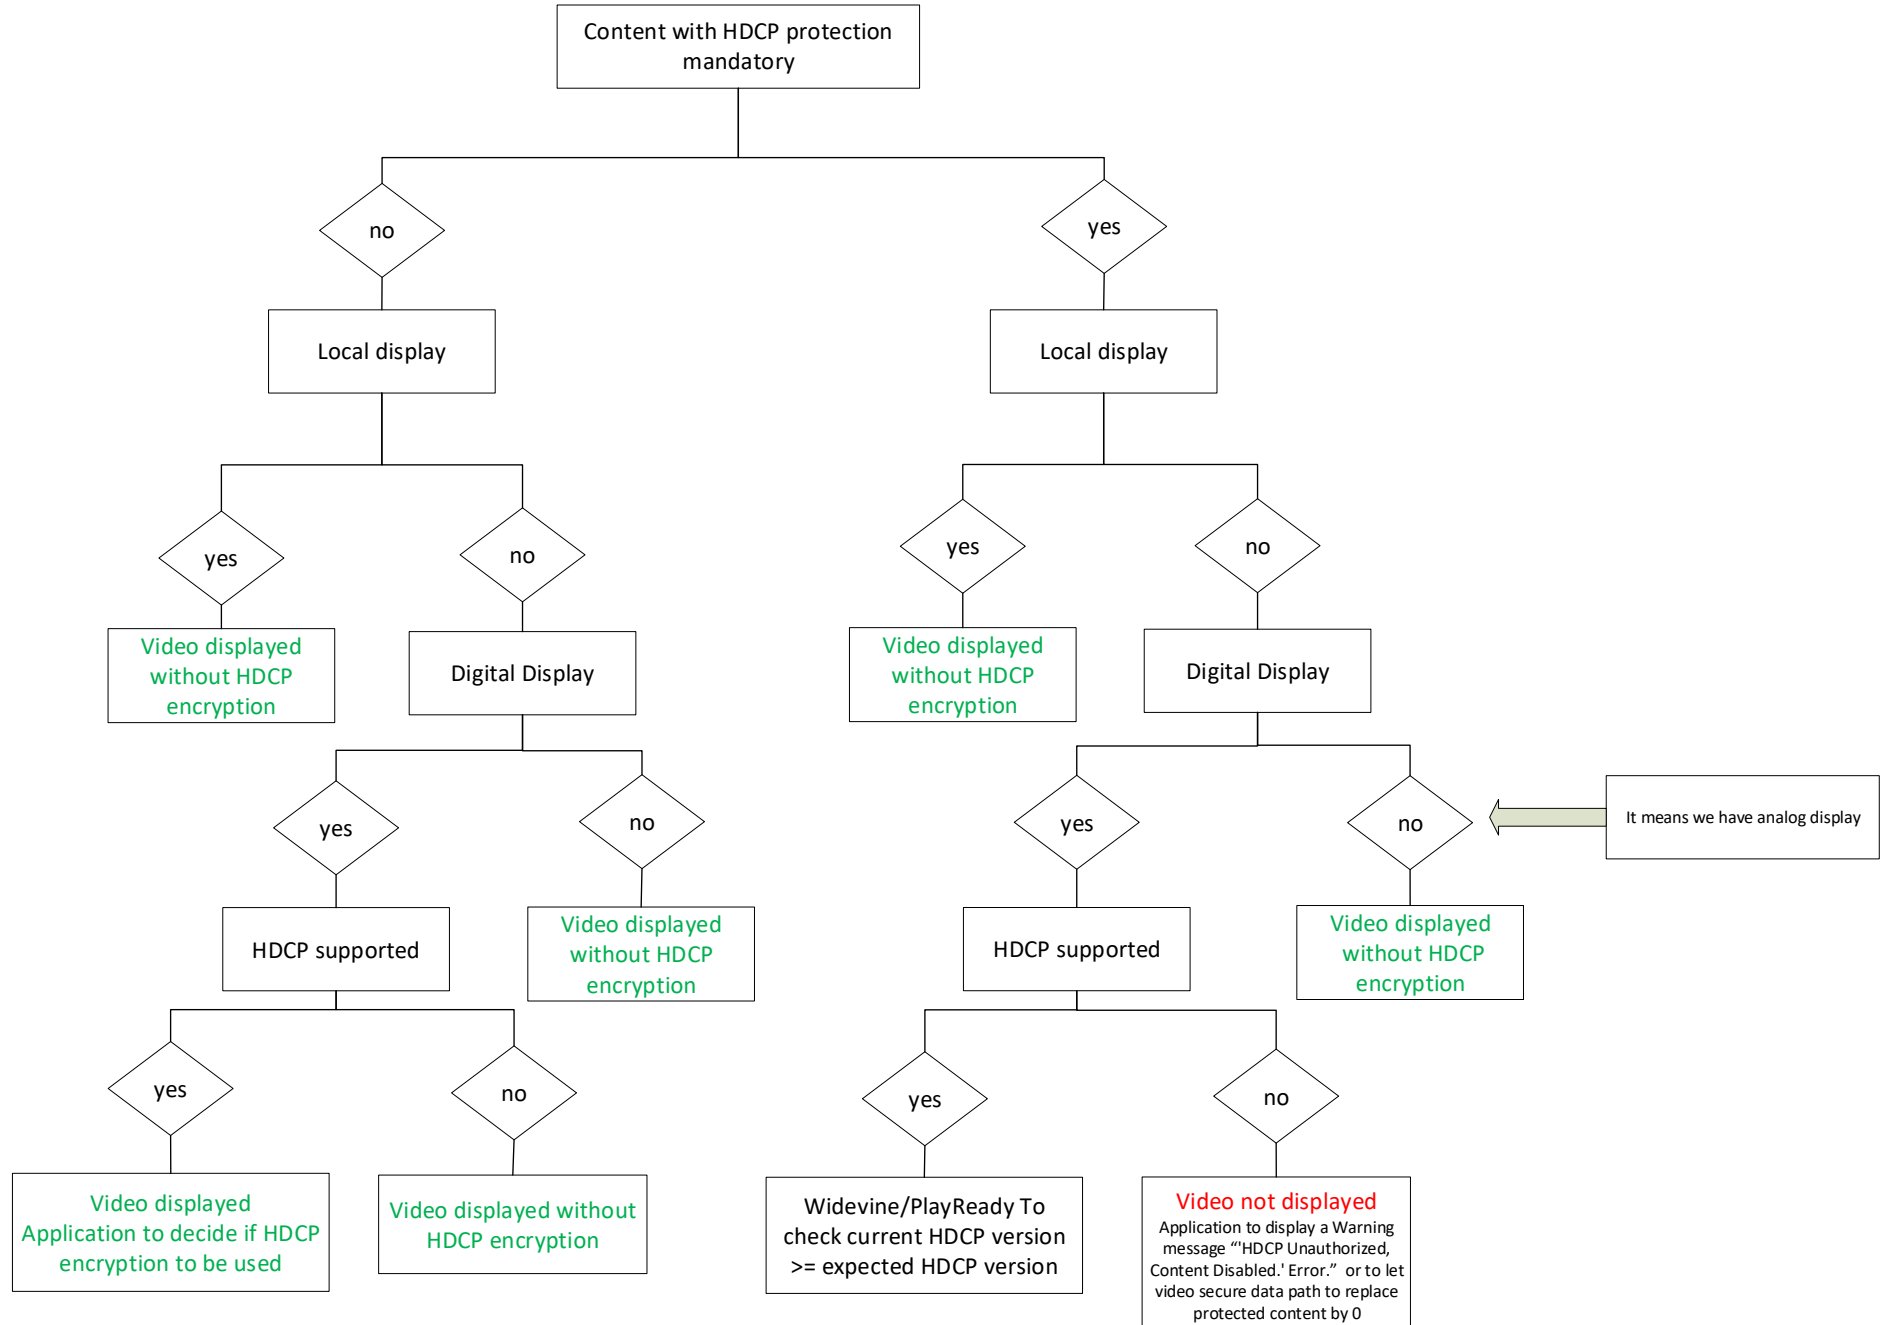 Content with HDCP protection
mandatory
no
yes
Local display
Local display
yes
no
yes
no
Video displayed
without HDCP
encryption
Digital Display
Video displayed
without HDCP
encryption
Digital Display
yes
no
yes
no
It means we have analog display
HDCP supported
Video displayed
without HDCP
encryption
HDCP supported
Video displayed
without HDCP
encryption
yes
no
yes
no
Video displayed
Application to decide if HDCP
encryption to be used
Video displayed without
HDCP encryption
Widevine/PlayReady To
check current HDCP version
>= expected HDCP version
Video not displayed
Application to display a Warning
message “'HDCP Unauthorized,
Content Disabled.' Error.” or to let
video secure data path to replace
protected content by 0